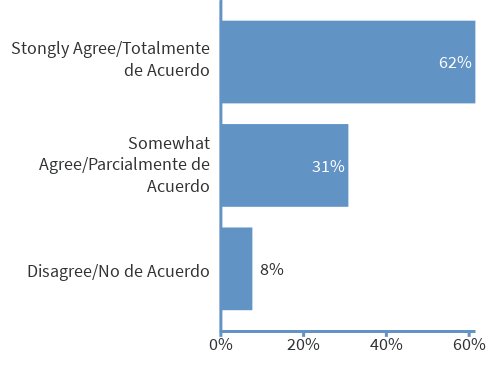 Stongly Agree/Totalmente
de Acuerdo
62%
Somewhat
Agree/Parcialmente de
Acuerdo
31%
Disagree/No de Acuerdo
8%
0% 20% 40% 60%